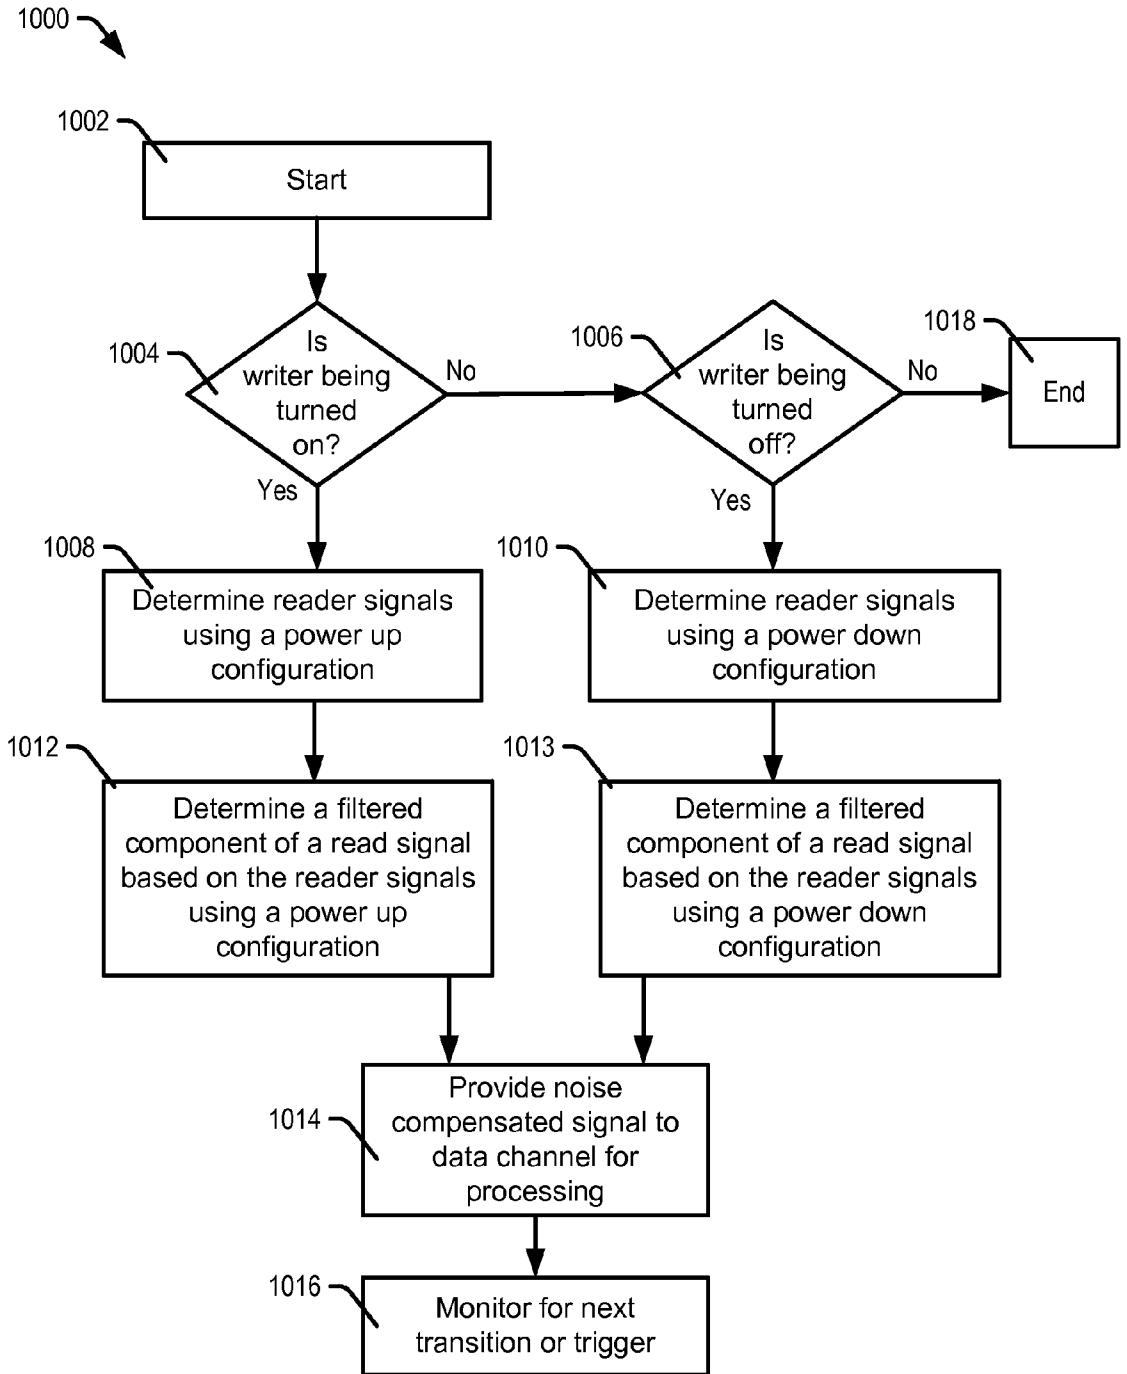 1000
1002
Start
1004
Is
writer being
turned
on?
No
1006
Is
writer being
turned
off?
No
1018
End
Yes
Yes
1008
Determine reader signals
using a power up
configuration
1010
Determine reader signals
using a power down
configuration
1012
Determine a filtered
component of a read signal
based on the reader signals
using a power up
configuration
1013
Determine a filtered
component of a read signal
based on the reader signals
using a power down
configuration
1014
Provide noise
compensated signal to
data channel for
processing
1016
Monitor for next
transition or trigger